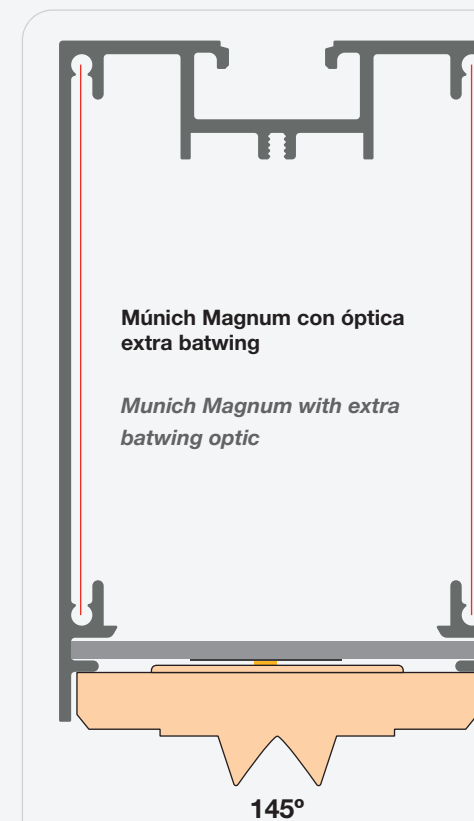 Múnich Magnum con óptica
extra batwing
Munich Magnum with extra
batwing optic
145º